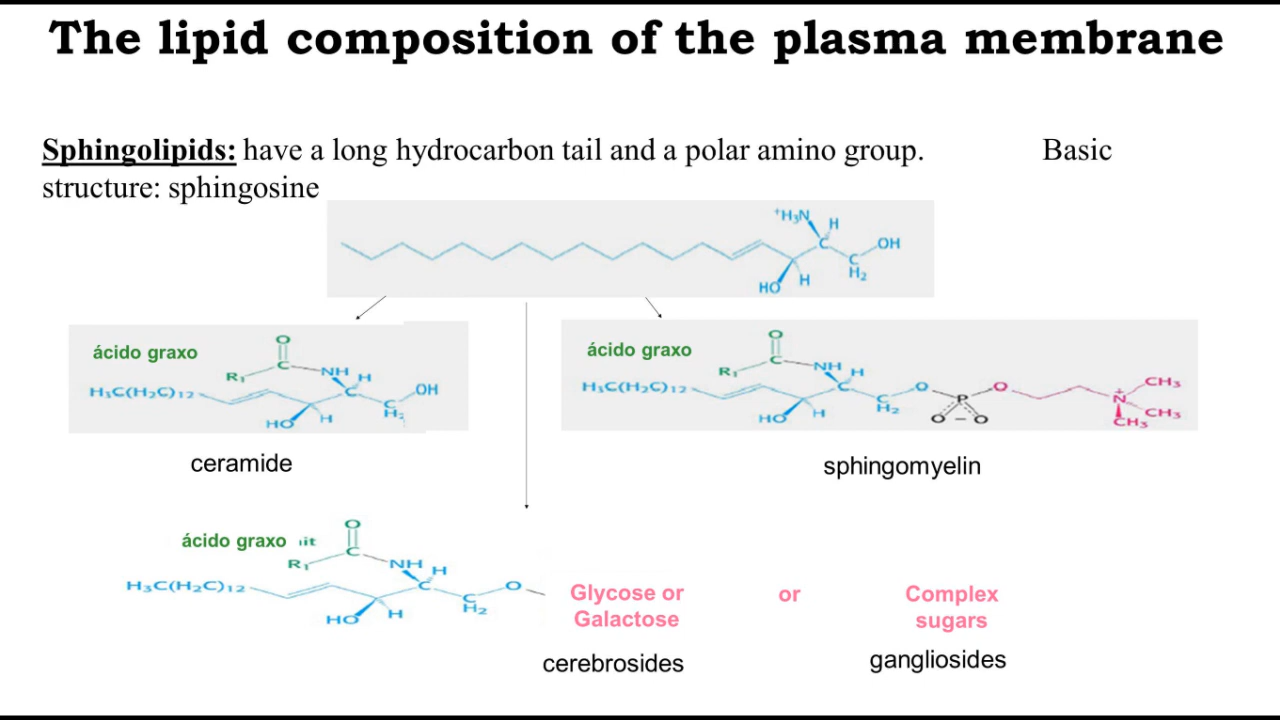 The lipid composition of the plasma membrane
Sphingolipids: have a long hydrocarbon tail and a polar amino group. Basic
structure: sphingosine
⁺H₃N
H
C
OH
C
H₂
HO
H
ácido graxo
O
C
R₁
NH
H
H₃C(H₂C)₁₂
C
OH
C
H₂
HO
H
ceramide
ácido graxo
O
C
R₁
NH
H
H₃C(H₂C)₁₂
C
C
H₂
HO
H
O
P
O
O
–
O
N⁺
CH₃
CH₃
CH₃
sphingomyelin
ácido graxo iit
O
C
R₁
NH
H
H₃C(H₂C)₁₂
C
C
H₂
O
HO
H
Glycose or
Galactose
or
Complex
sugars
cerebrosides
gangliosides